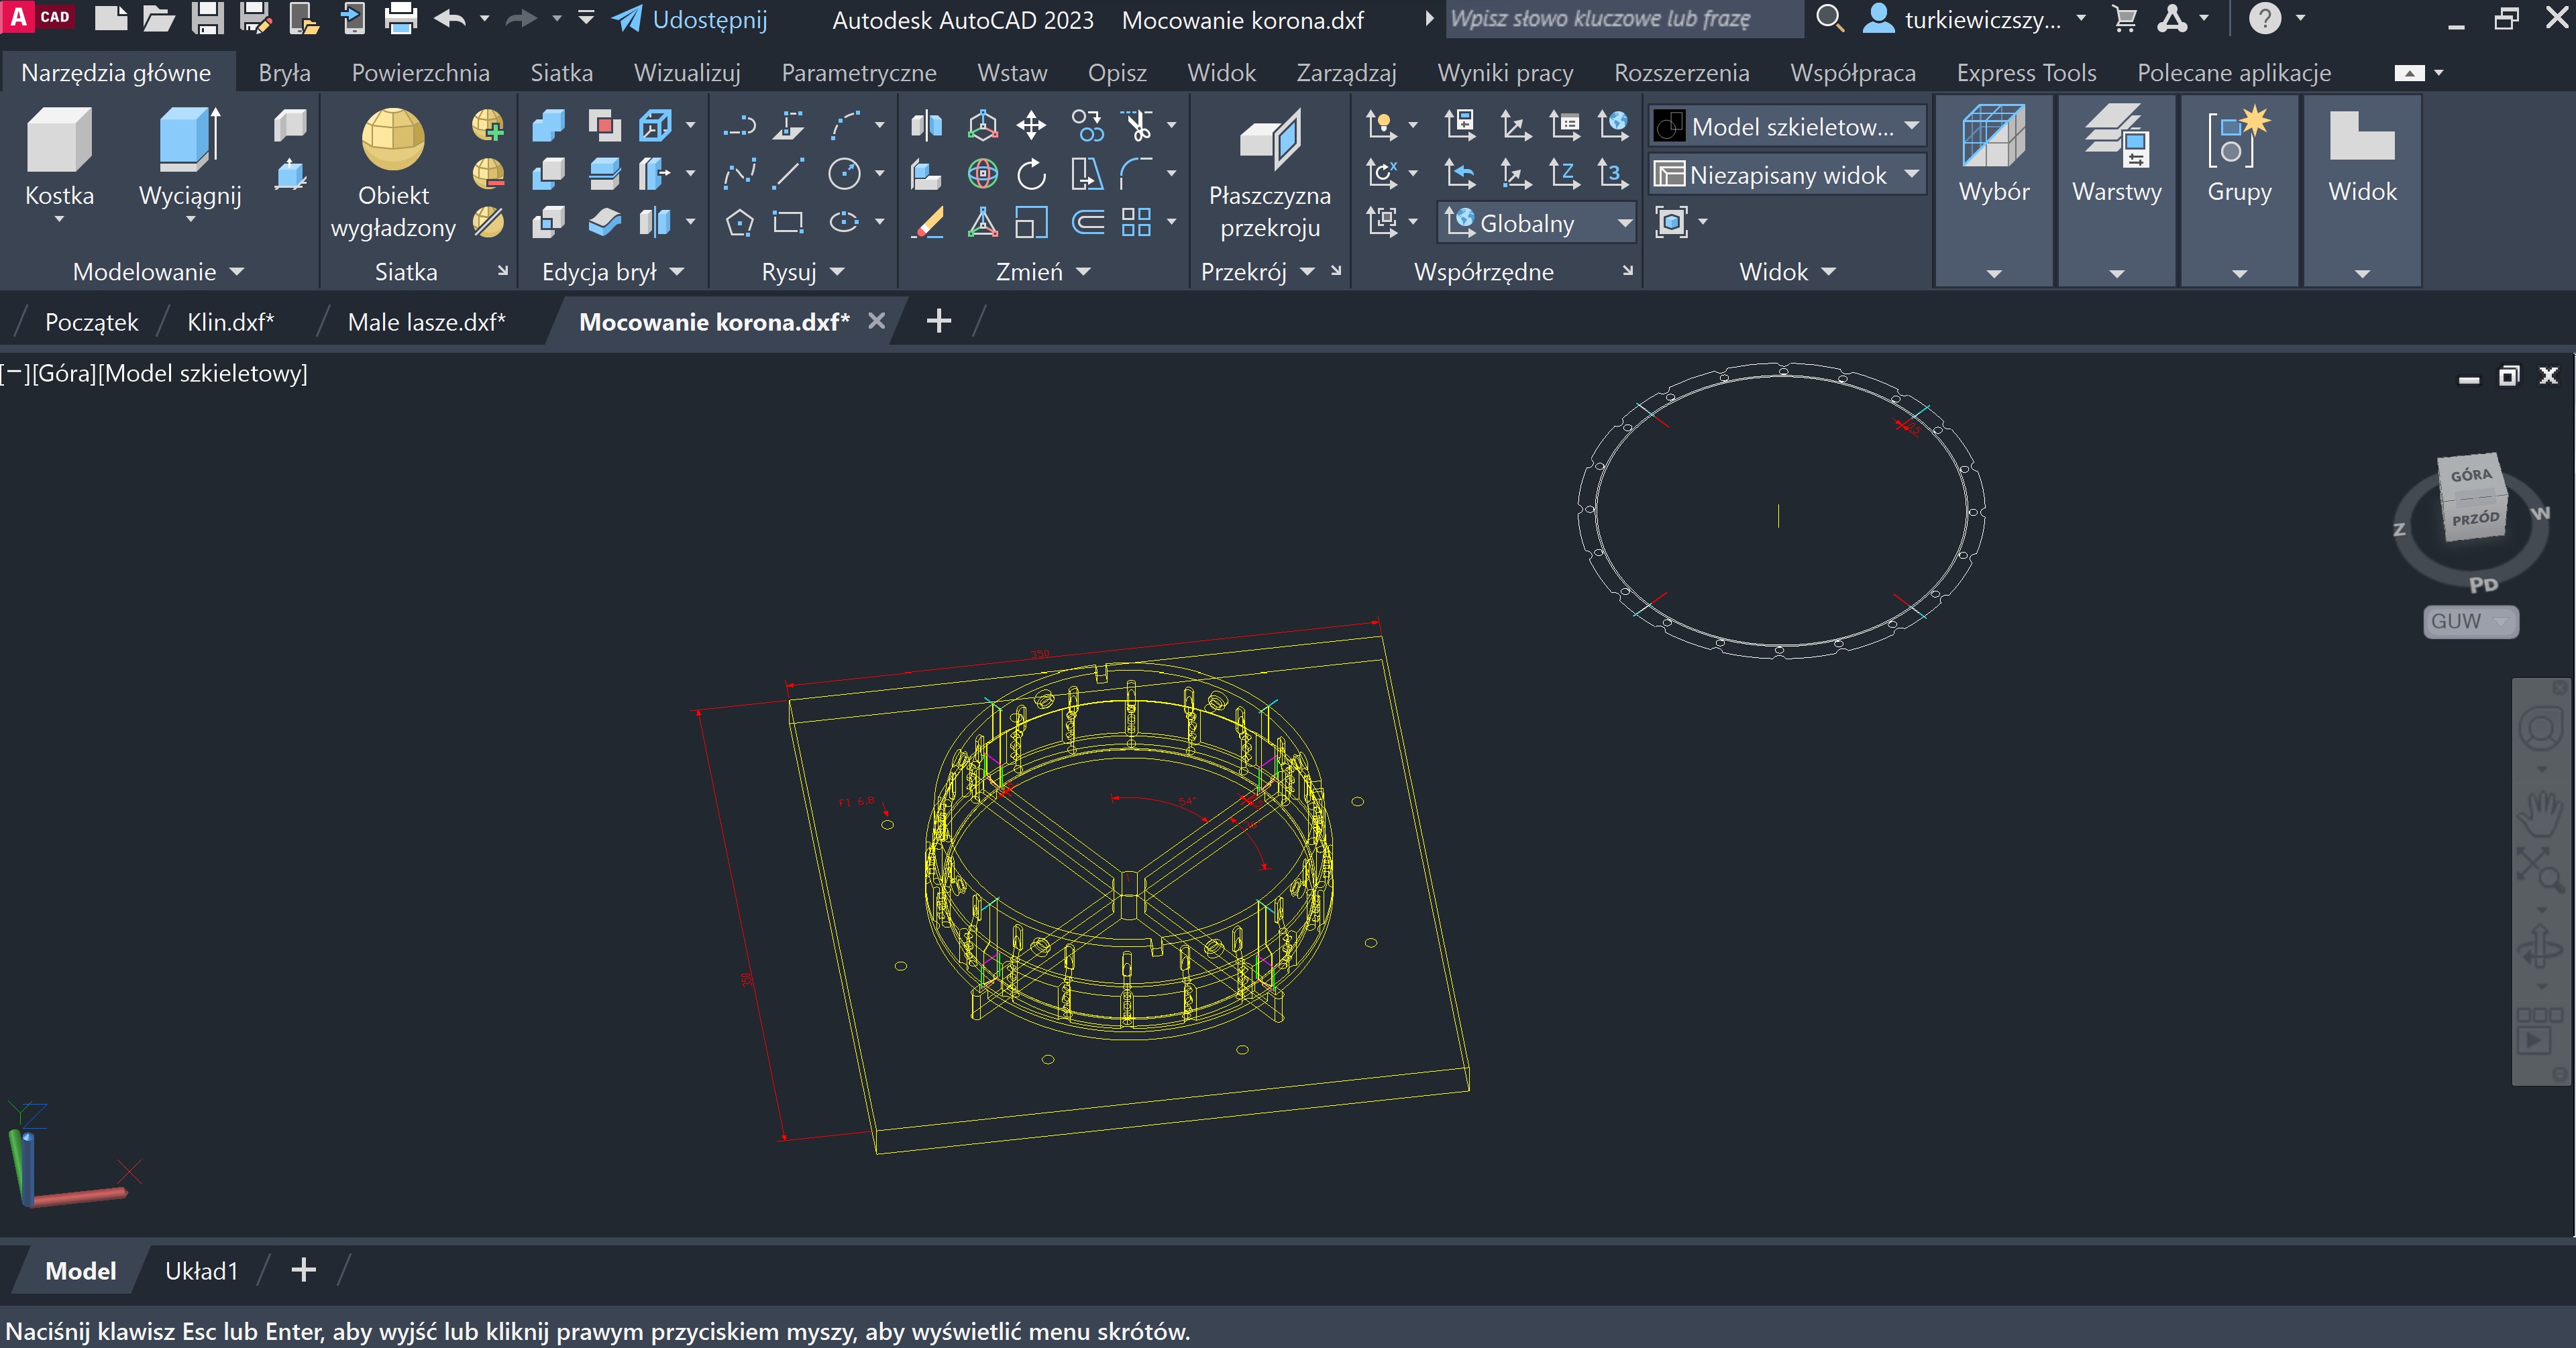 A CAD Udostępnij Autodesk AutoCAD 2023 Mocowanie korona.dxf Wpisz słowo kluczowe lub frazę turkiewiczszy...
Narzędzia główne Bryła Powierzchnia Siatka Wizualizuj Parametryczne Wstaw Opisz Widok Zarządzaj Wyniki pracy Rozszerzenia Współpraca Express Tools Polecane aplikacje
Kostka Wyciągnij Obiekt wygładzony Płaszczyzna przekroju Model szkieletow... Niezapisany widok Globalny Wybór Warstwy Grupy Widok
Modelowanie Siatka Edycja brył Rysuj Zmień Przekrój Współrzędne Widok
Początek Klin.dxf* Male lasze.dxf* Mocowanie korona.dxf*
[−][Góra][Model szkieletowy]
GÓRA
PRZÓD
Z W
PD
GUW
350
FI 6,8
54°
350
Y Z
X
Model Układ1
Naciśnij klawisz Esc lub Enter, aby wyjść lub kliknij prawym przyciskiem myszy, aby wyświetlić menu skrótów.